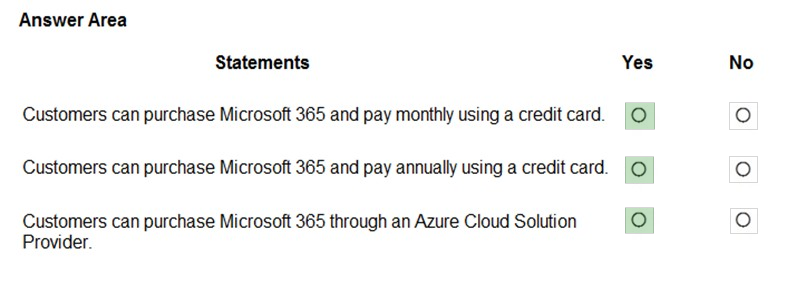 Answer Area
Statements Yes No
Customers can purchase Microsoft 365 and pay monthly using a credit card.
Customers can purchase Microsoft 365 and pay annually using a credit card.
Customers can purchase Microsoft 365 through an Azure Cloud Solution
Provider.